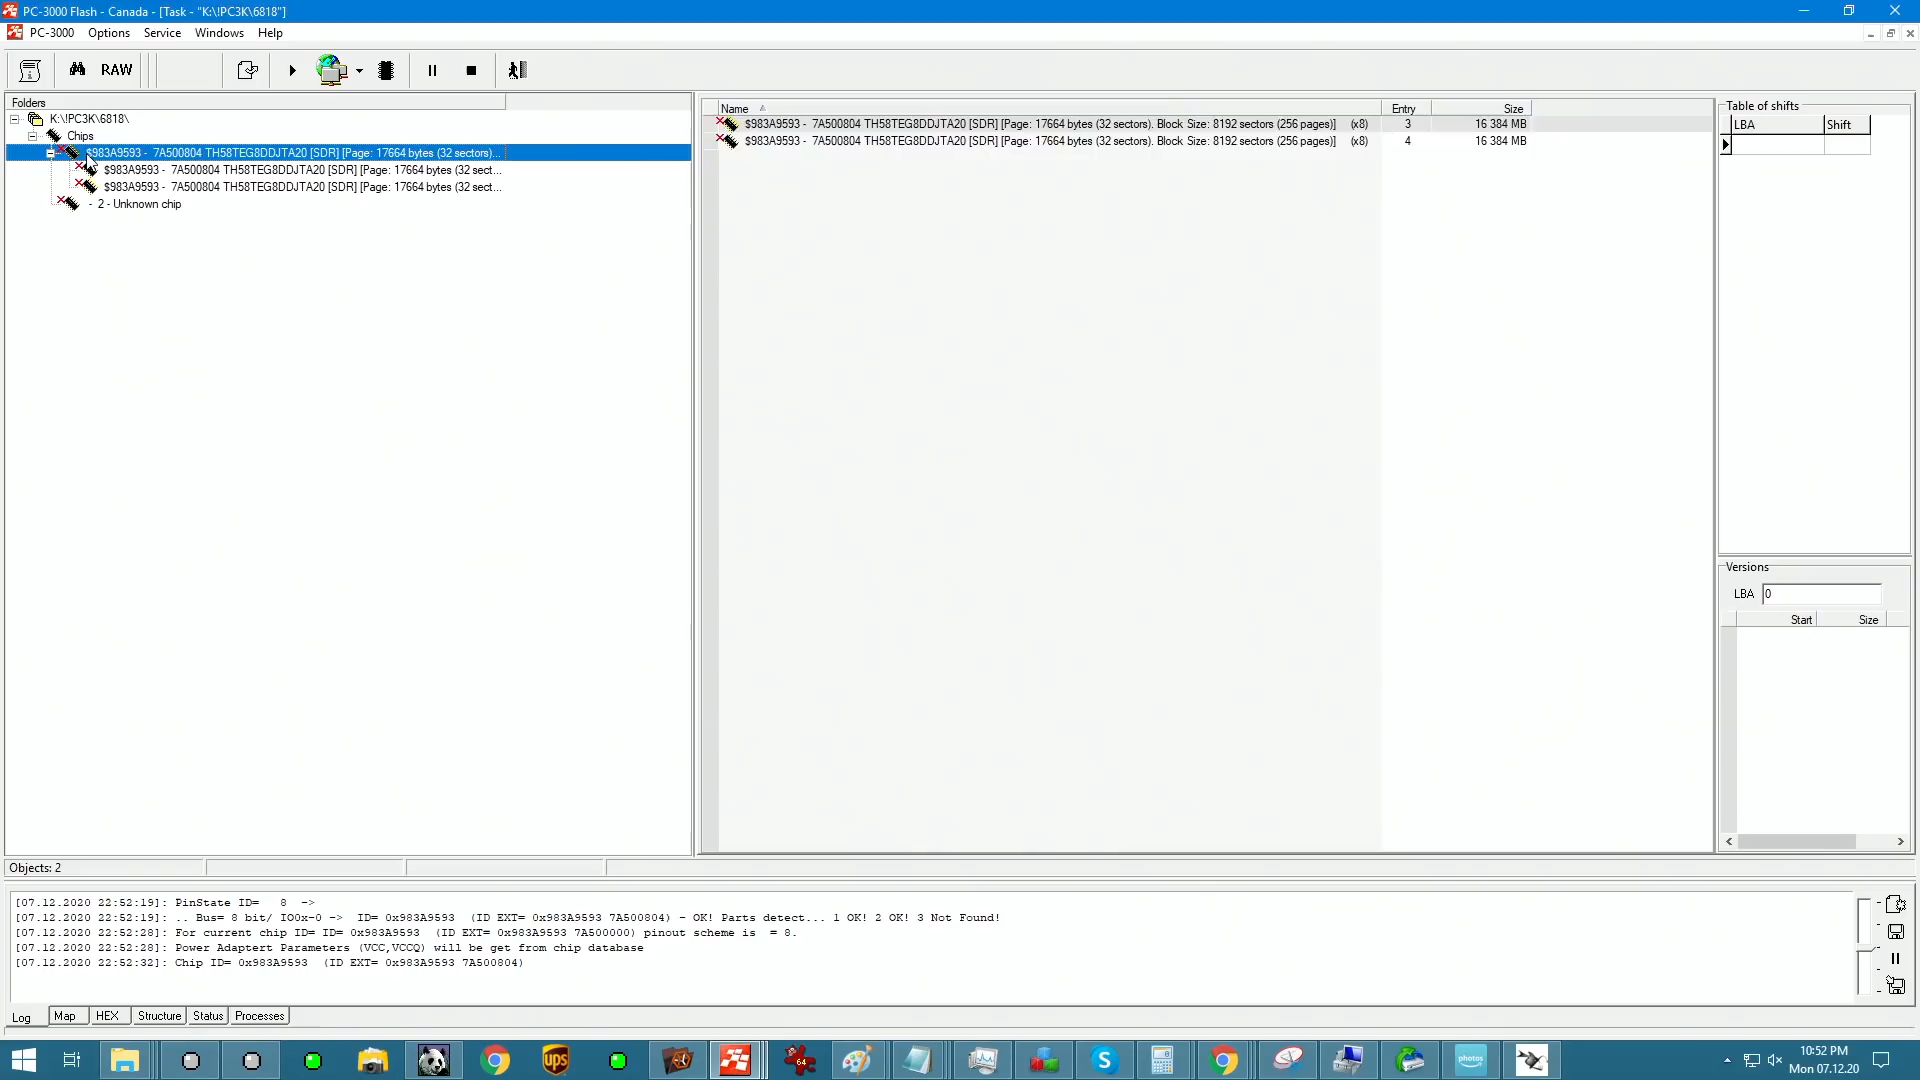 PC-3000 Flash - Canada - [Task - "K:\!PC3K\6818"]
PC-3000 Options Service Windows Help
RAW
Folders
K:\!PC3K\6818\
Chips
$983A9593 - 7A500804 TH58TEG8DDJTA20 [SDR] [Page: 17664 bytes (32 sectors)...
$983A9593 - 7A500804 TH58TEG8DDJTA20 [SDR] [Page: 17664 bytes (32 sect...
$983A9593 - 7A500804 TH58TEG8DDJTA20 [SDR] [Page: 17664 bytes (32 sect...
- 2 - Unknown chip
Name Entry Size
$983A9593 - 7A500804 TH58TEG8DDJTA20 [SDR] [Page: 17664 bytes (32 sectors). Block Size: 8192 sectors (256 pages)] (x8) 3 16 384 MB
$983A9593 - 7A500804 TH58TEG8DDJTA20 [SDR] [Page: 17664 bytes (32 sectors). Block Size: 8192 sectors (256 pages)] (x8) 4 16 384 MB
Table of shifts
LBA Shift
Versions
LBA 0
Start Size
Objects: 2
[07.12.2020 22:52:19]: PinState ID= 8 ->
[07.12.2020 22:52:19]: .. Bus= 8 bit/ IO0x-0 -> ID= 0x983A9593 (ID EXT= 0x983A9593 7A500804) - OK! Parts detect... 1 OK! 2 OK! 3 Not Found!
[07.12.2020 22:52:28]: For current chip ID= ID= 0x983A9593 (ID EXT= 0x983A9593 7A500000) pinout scheme is = 8.
[07.12.2020 22:52:28]: Power Adaptert Parameters (VCC,VCCQ) will be get from chip database
[07.12.2020 22:52:32]: Chip ID= 0x983A9593 (ID EXT= 0x983A9593 7A500804)
Log Map HEX Structure Status Processes
ups
64
photos
10:52 PM
Mon 07.12.20